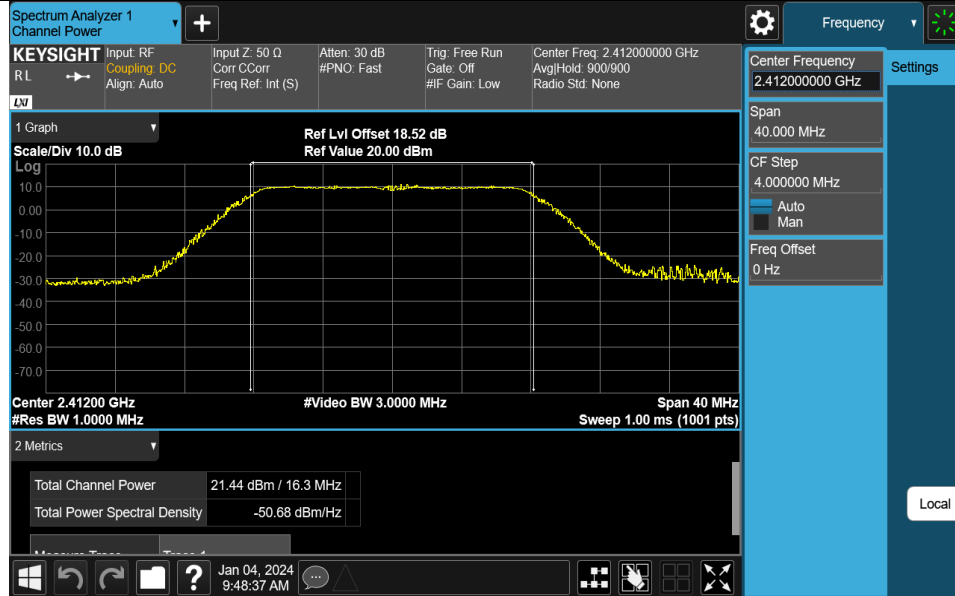 Spectrum Analyzer 1
Channel Power
Frequency
KEYSIGHT
RL
LXI
Input: RF
Coupling: DC
Align: Auto
Input Z: 50 Ω
Corr CCorr
Freq Ref: Int (S)
Atten: 30 dB
#PNO: Fast
Trig: Free Run
Gate: Off
#IF Gain: Low
Center Freq: 2.412000000 GHz
Avg|Hold: 900/900
Radio Std: None
Center Frequency
2.412000000 GHz
Settings
Span
40.000 MHz
CF Step
4.000000 MHz
Auto
Man
Freq Offset
0 Hz
Local
1 Graph
Scale/Div 10.0 dB
Ref Lvl Offset 18.52 dB
Ref Value 20.00 dBm
Log
10.0
0.00
-10.0
-20.0
-30.0
-40.0
-50.0
-60.0
-70.0
Center 2.41200 GHz
#Video BW 3.0000 MHz
Span 40 MHz
#Res BW 1.0000 MHz
Sweep 1.00 ms (1001 pts)
2 Metrics
Total Channel Power 21.44 dBm / 16.3 MHz
Total Power Spectral Density -50.68 dBm/Hz
Measure Trace Trace 1
?
Jan 04, 2024
9:48:37 AM